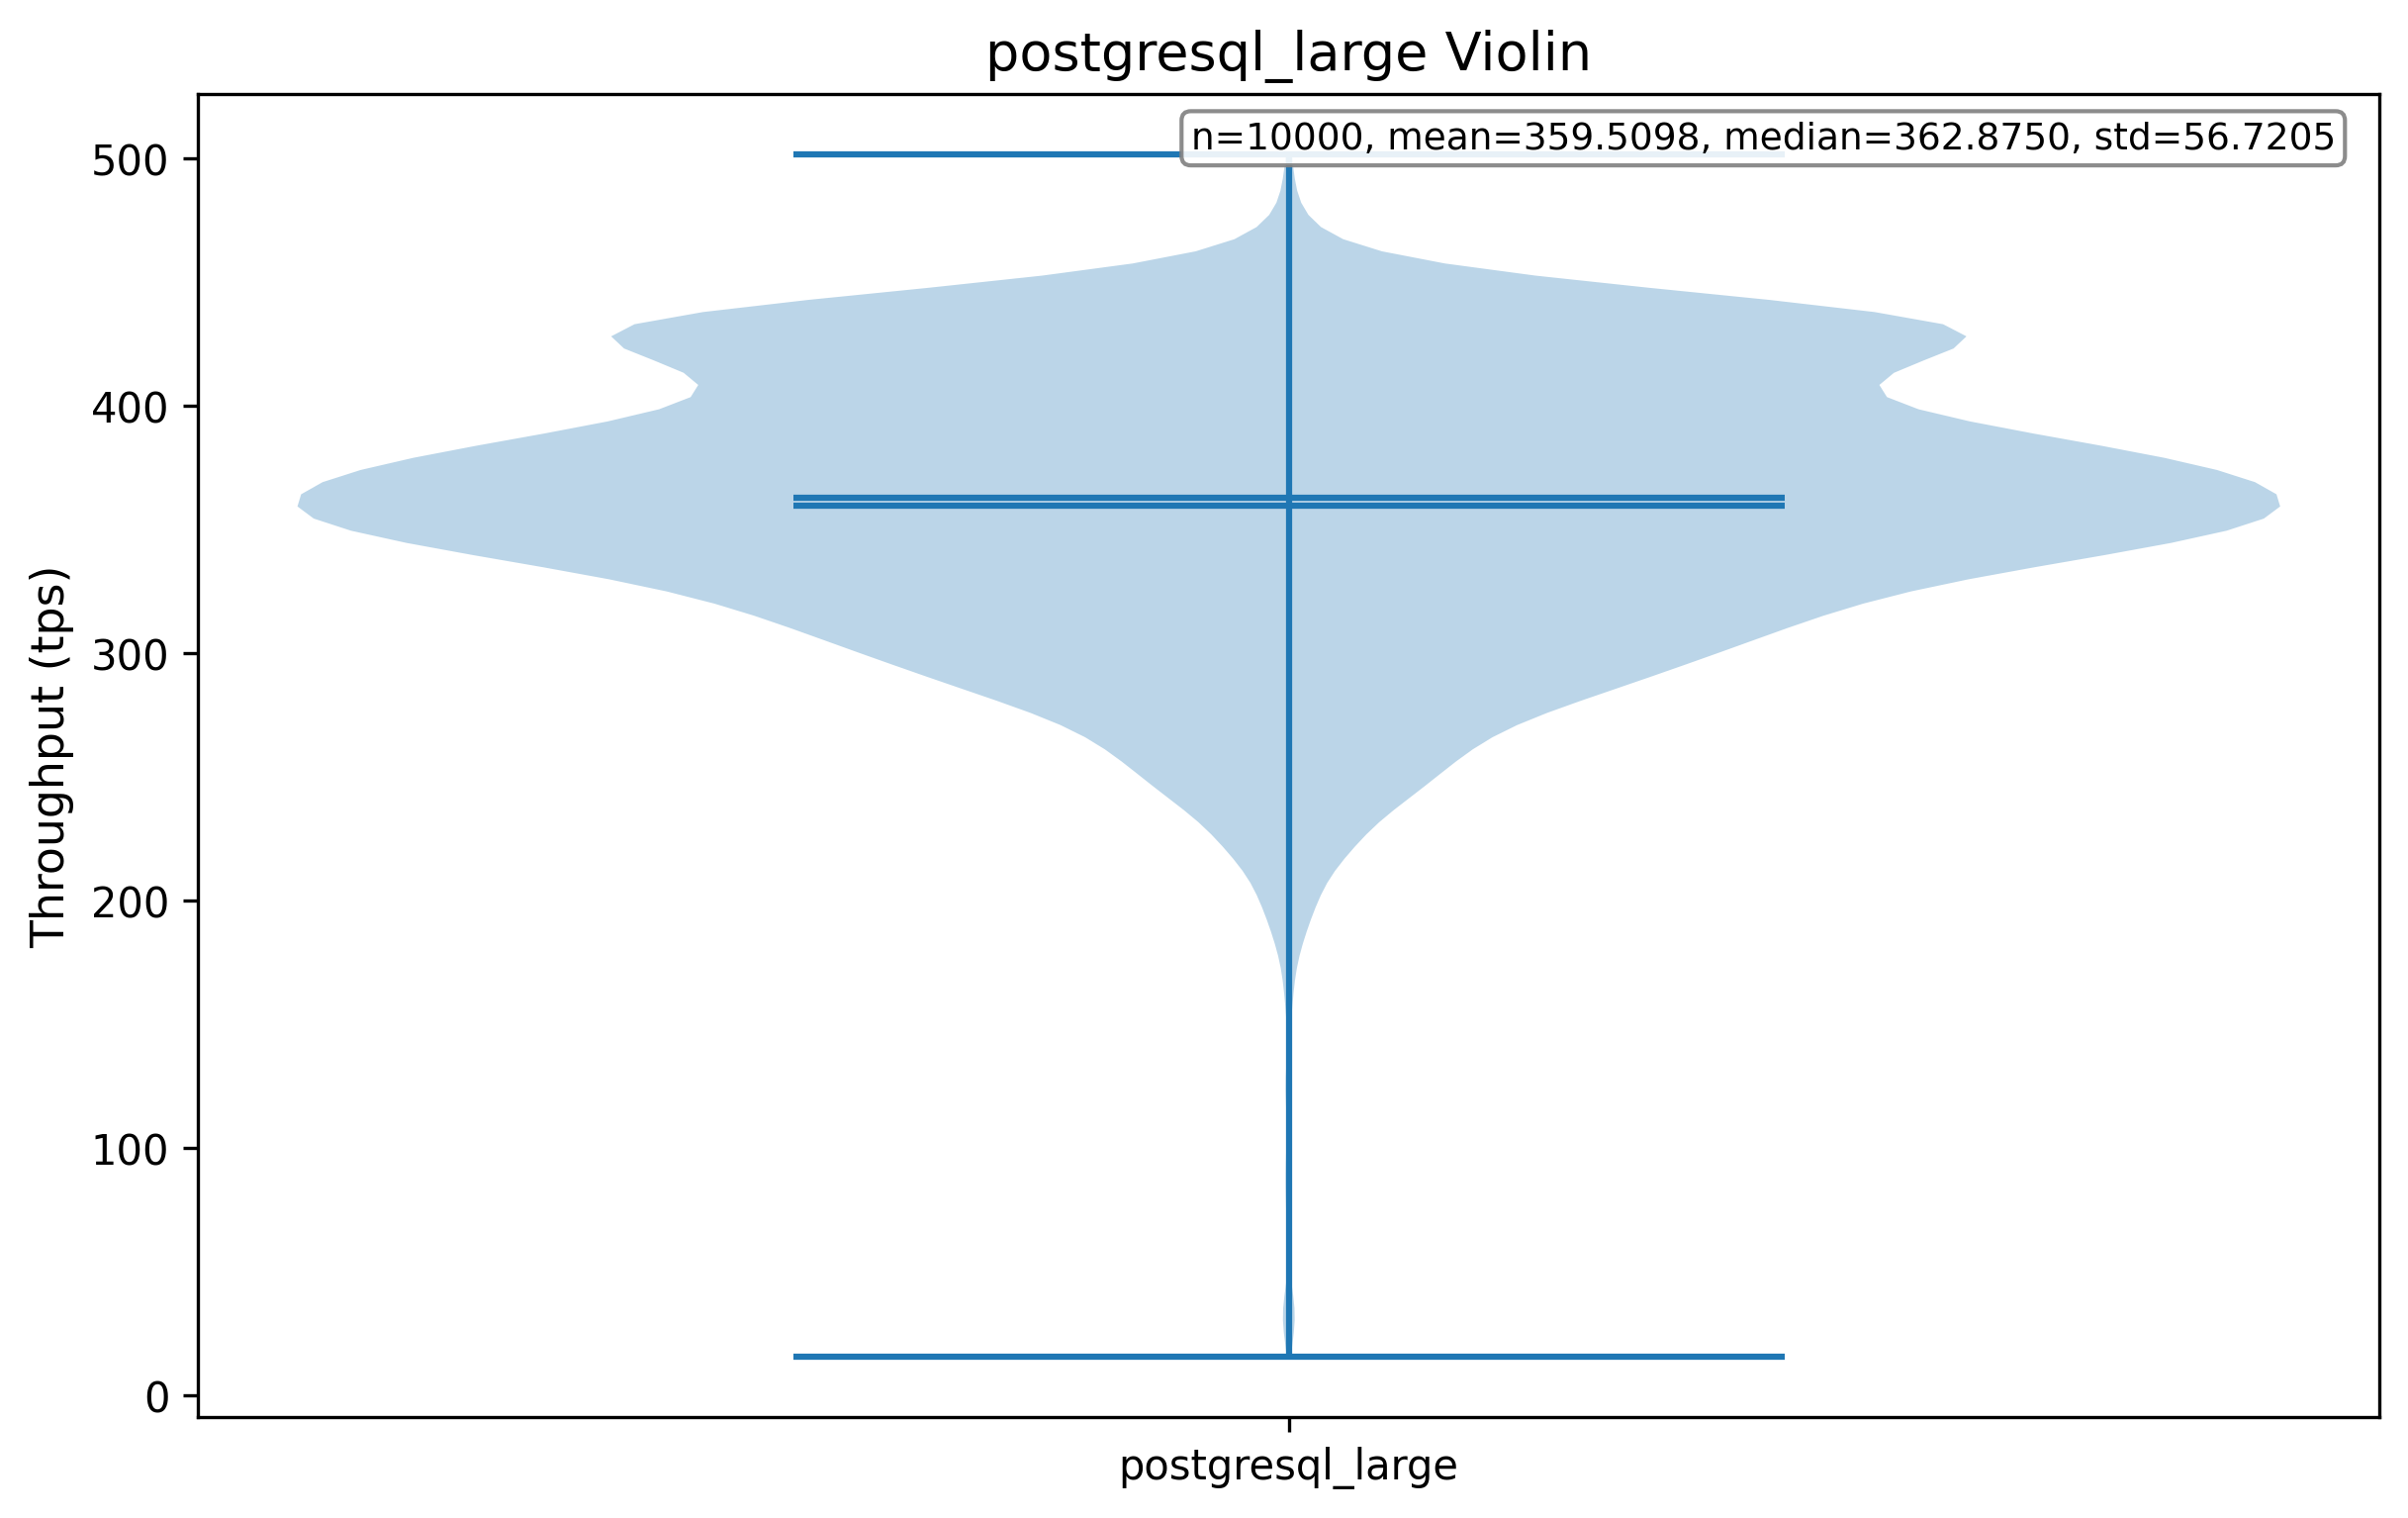 postgresql_large Violin
n=10000, mean=359.5098, median=362.8750, std=56.7205
Throughput (tps)
500
400
300
200
100
0
postgresql_large